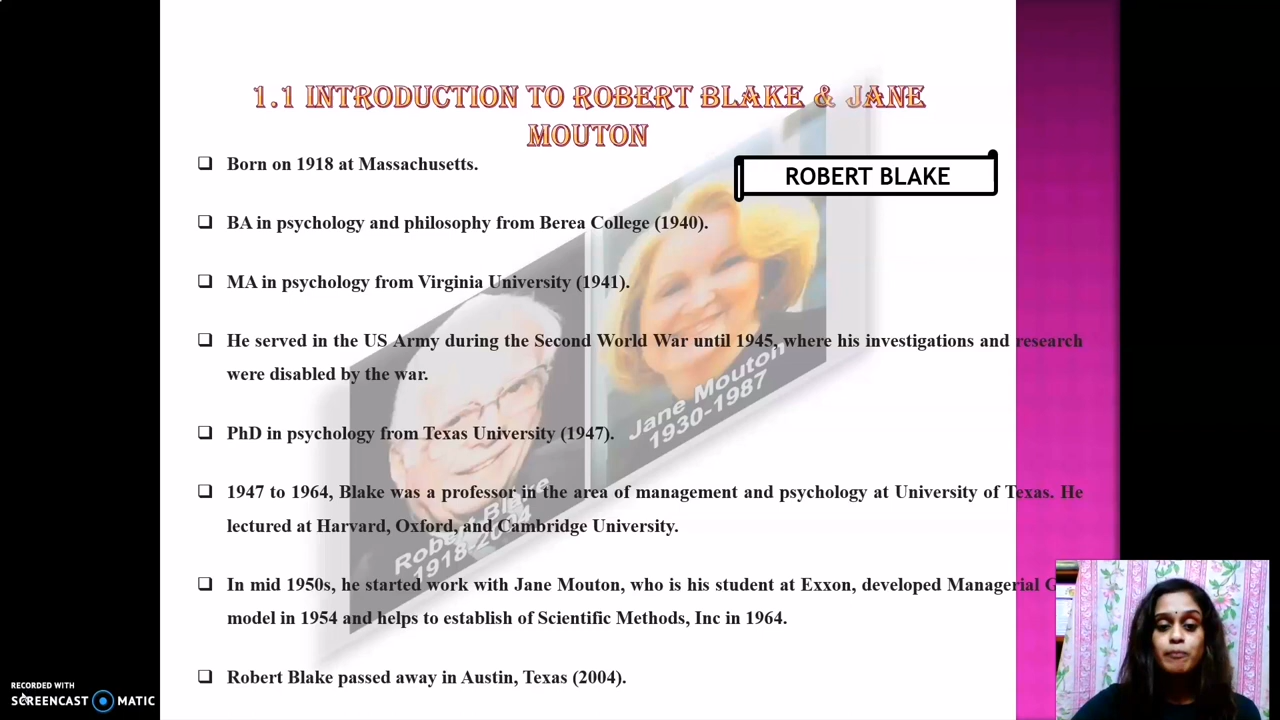 1.1 INTRODUCTION TO ROBERT BLAKE & JANE
MOUTON
ROBERT BLAKE
❑ Born on 1918 at Massachusetts.
❑ BA in psychology and philosophy from Berea College (1940).
❑ MA in psychology from Virginia University (1941).
❑ He served in the US Army during the Second World War until 1945, where his investigations and research
were disabled by the war.
❑ PhD in psychology from Texas University (1947).
❑ 1947 to 1964, Blake was a professor in the area of management and psychology at University of Texas. He
lectured at Harvard, Oxford, and Cambridge University.
❑ In mid 1950s, he started work with Jane Mouton, who is his student at Exxon, developed Managerial
model in 1954 and helps to establish of Scientific Methods, Inc in 1964.
❑ Robert Blake passed away in Austin, Texas (2004).
Robert Blake
1918-2004
Jane Mouton
1930-1987
RECORDED WITH
SCREENCAST MATIC